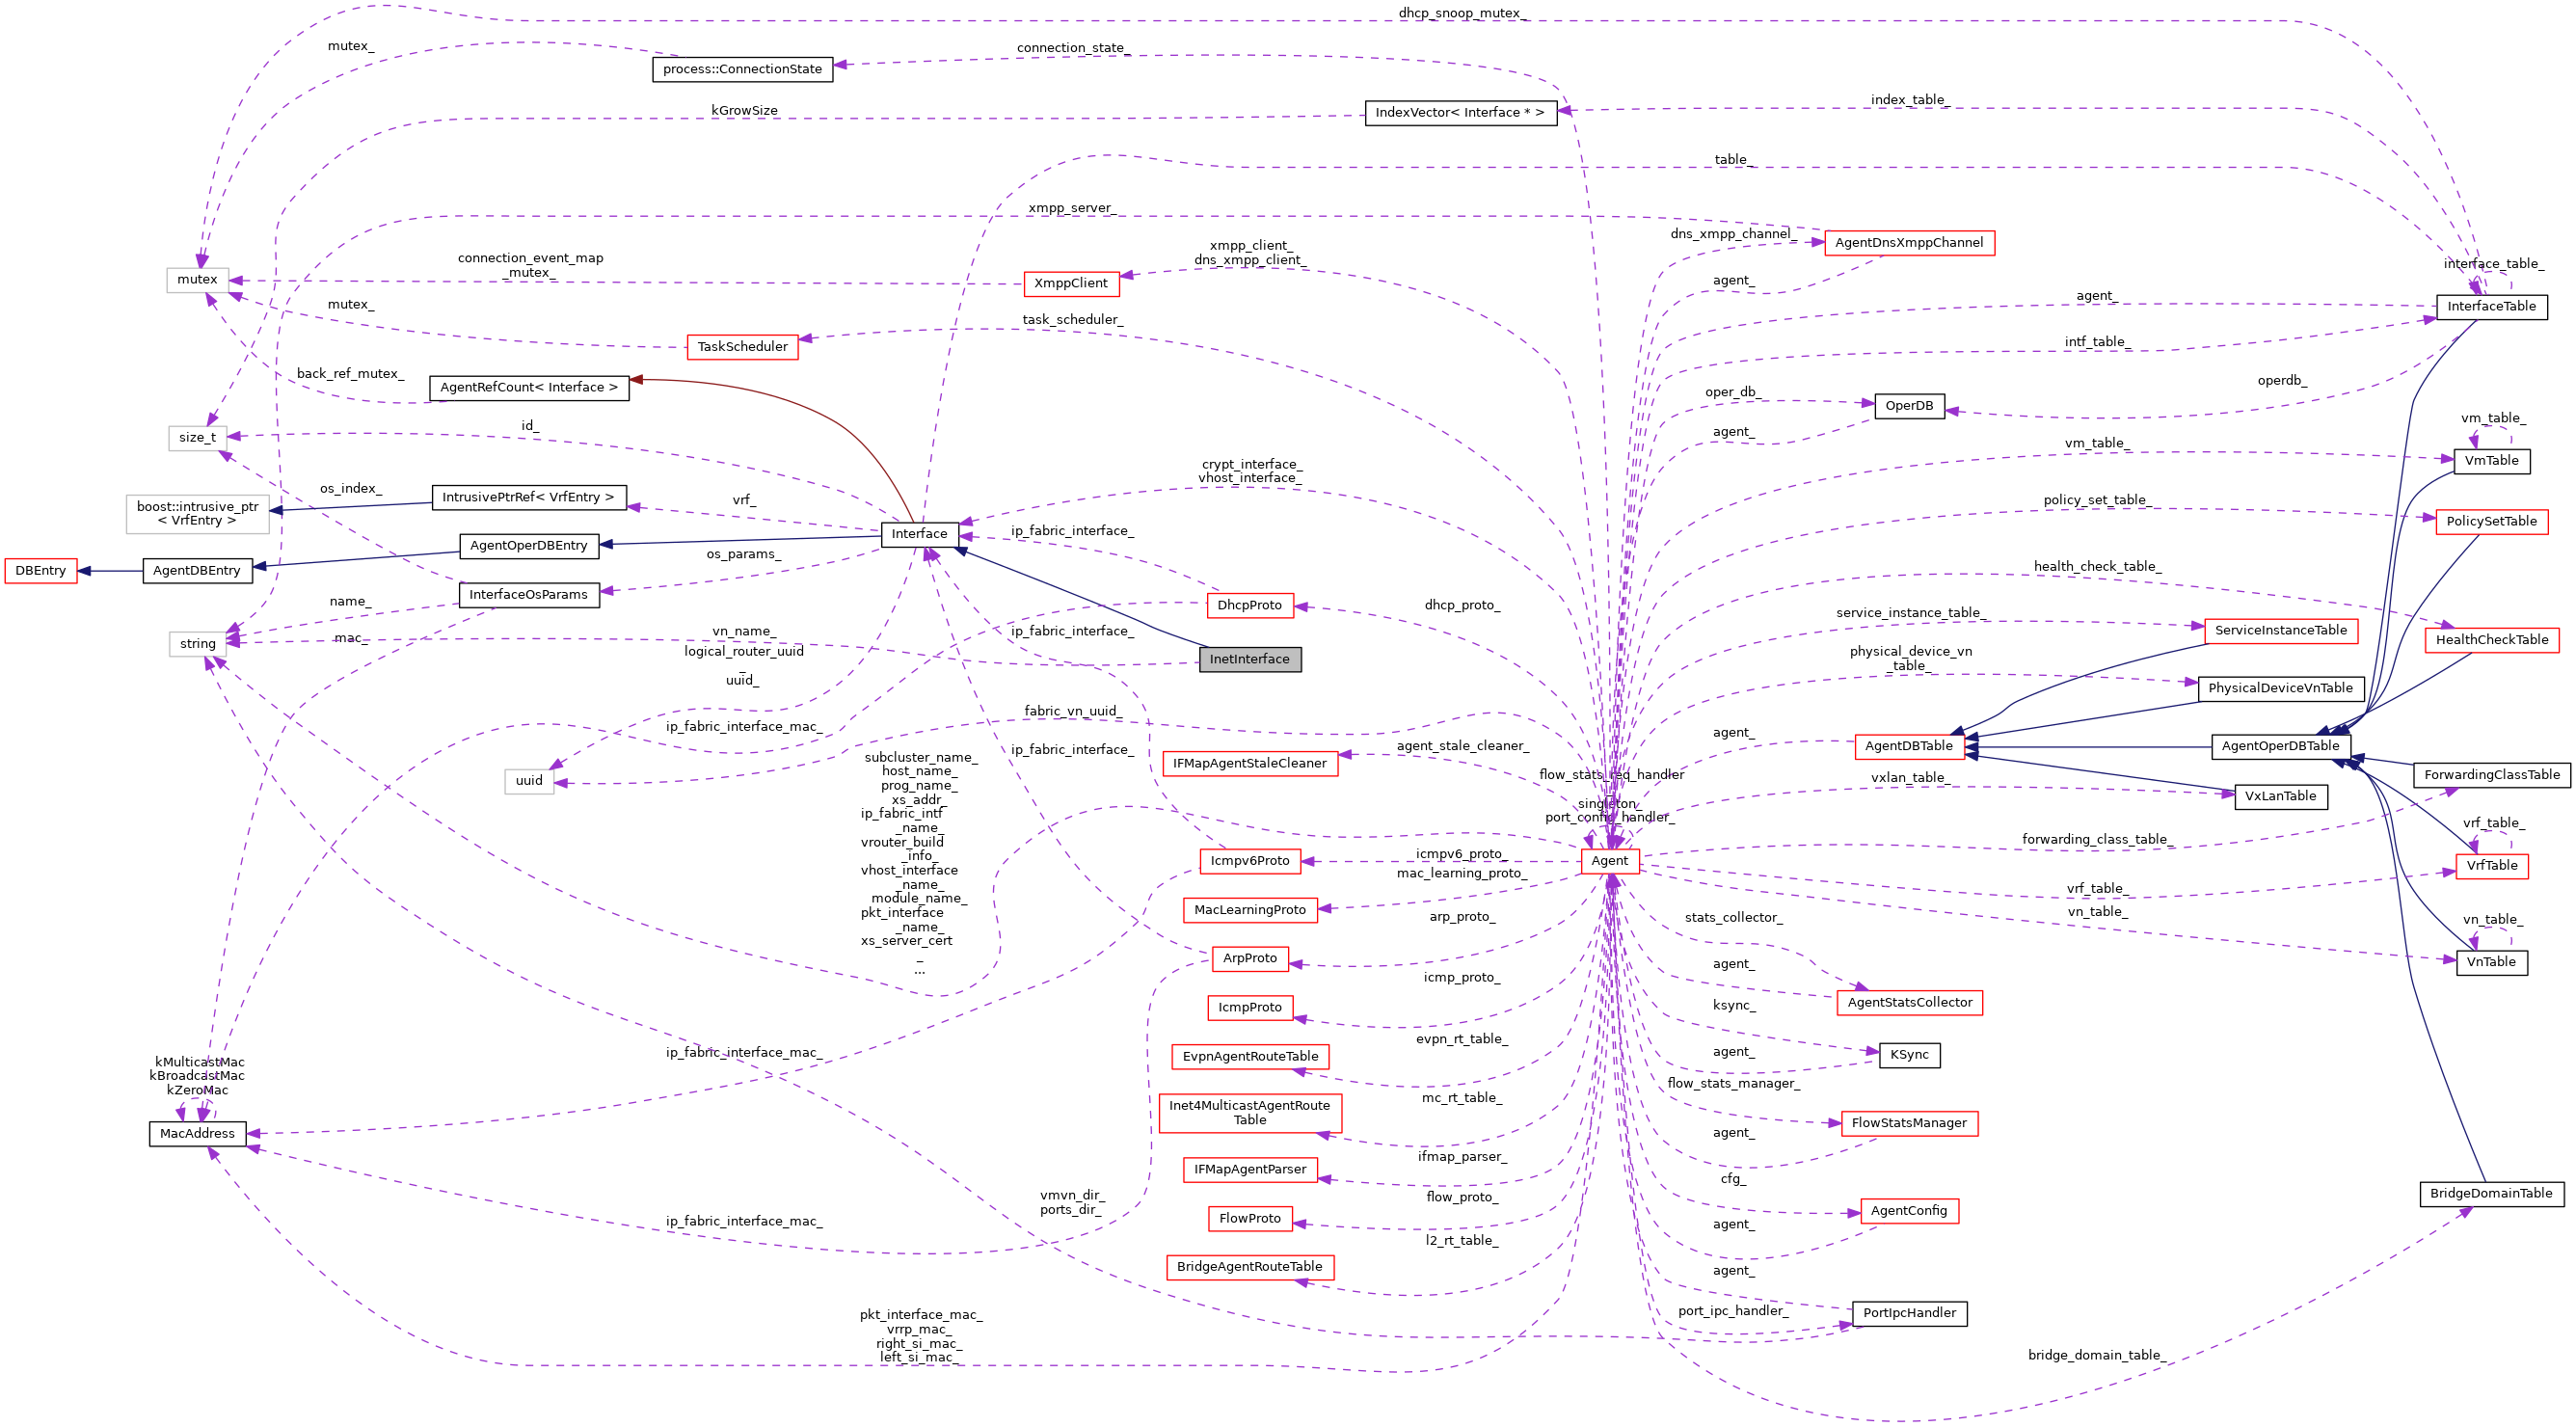 dhcp_snoop_mutex_
mutex_
connection_state_
process::ConnectionState
index_table_
kGrowSize
IndexVector< Interface * >
table_
xmpp_server_
dns_xmpp_channel_
AgentDnsXmppChannel
xmpp_client_
dns_xmpp_client_
connection_event_map
_mutex_
interface_table_
mutex
XmppClient
agent_
agent_
InterfaceTable
mutex_
task_scheduler_
TaskScheduler
intf_table_
back_ref_mutex_
AgentRefCount< Interface >
operdb_
oper_db_
OperDB
vm_table_
id_
size_t
agent_
vm_table_
VmTable
crypt_interface_
vhost_interface_
os_index_
IntrusivePtrRef< VrfEntry >
vrf_
boost::intrusive_ptr
< VrfEntry >
policy_set_table_
PolicySetTable
Interface
ip_fabric_interface_
AgentOperDBEntry
os_params_
DBEntry
AgentDBEntry
health_check_table_
InterfaceOsParams
name_
DhcpProto
dhcp_proto_
service_instance_table_
ServiceInstanceTable
string
mac_
vn_name_
ip_fabric_interface_
HealthCheckTable
logical_router_uuid
_
uuid_
InetInterface
physical_device_vn
_table_
PhysicalDeviceVnTable
fabric_vn_uuid_
ip_fabric_interface_mac_
agent_
AgentDBTable
AgentOperDBTable
ip_fabric_interface_
agent_stale_cleaner_
IFMapAgentStaleCleaner
uuid
flow_stats_req_handler
_
singleton_
port_config_handler_
vxlan_table_
VxLanTable
ForwardingClassTable
subcluster_name_
host_name_
prog_name_
xs_addr_
ip_fabric_intf
_name_
vrouter_build
_info_
vhost_interface
_name_
module_name_
pkt_interface
_name_
xs_server_cert
_
...
vrf_table_
forwarding_class_table_
Icmpv6Proto
icmpv6_proto_
Agent
VrfTable
mac_learning_proto_
vrf_table_
MacLearningProto
vn_table_
arp_proto_
stats_collector_
vn_table_
ArpProto
agent_
VnTable
icmp_proto_
AgentStatsCollector
IcmpProto
ksync_
evpn_rt_table_
EvpnAgentRouteTable
agent_
KSync
ip_fabric_interface_mac_
kMulticastMac
kBroadcastMac
kZeroMac
flow_stats_manager_
mc_rt_table_
Inet4MulticastAgentRoute
Table
FlowStatsManager
MacAddress
agent_
ifmap_parser_
IFMapAgentParser
cfg_
BridgeDomainTable
vmvn_dir_
ports_dir_
flow_proto_
FlowProto
AgentConfig
ip_fabric_interface_mac_
agent_
l2_rt_table_
BridgeAgentRouteTable
agent_
pkt_interface_mac_
vrrp_mac_
right_si_mac_
left_si_mac_
port_ipc_handler_
PortIpcHandler
bridge_domain_table_